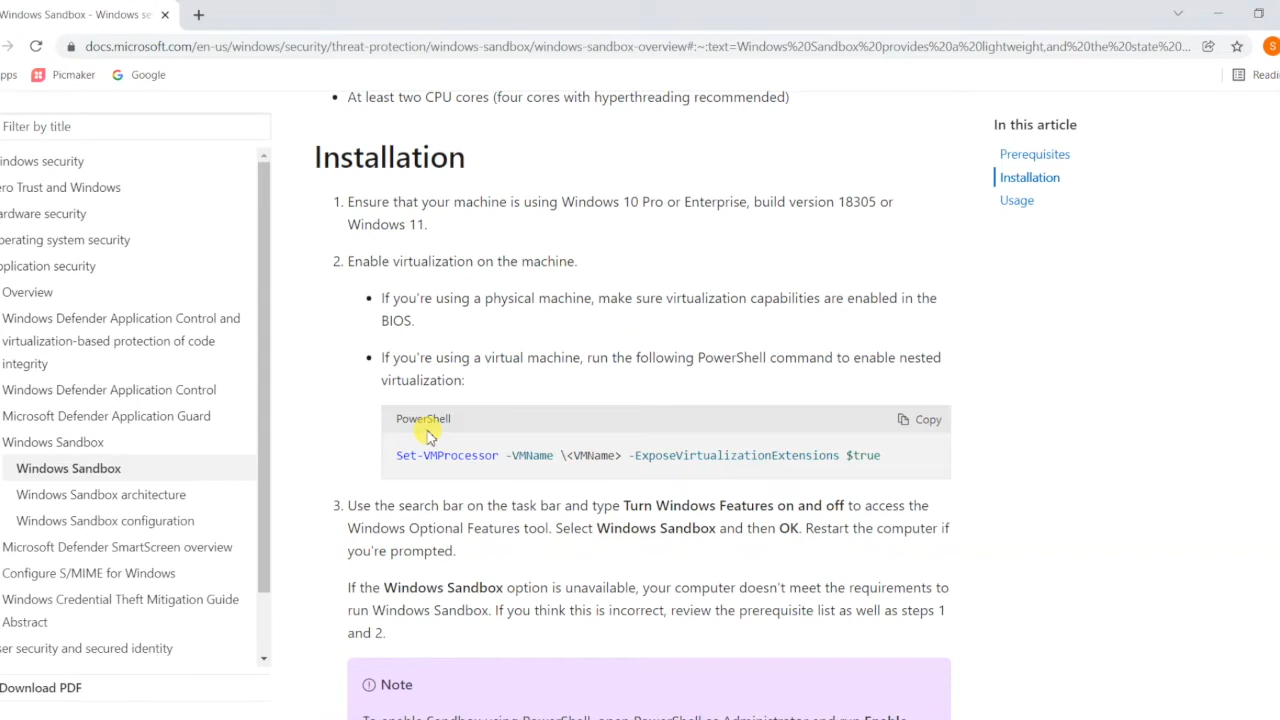 Windows Sandbox - Windows se
docs.microsoft.com/en-us/windows/security/threat-protection/windows-sandbox/windows-sandbox-overview#:~:text=Windows%20Sandbox%20provides%20a%20lightweight,and%20the%20state%20...
S
pps
Picmaker
Google
Readi
Filter by title
indows security
ero Trust and Windows
ardware security
perating system security
pplication security
Overview
Windows Defender Application Control and
virtualization-based protection of code
integrity
Windows Defender Application Control
Microsoft Defender Application Guard
Windows Sandbox
Windows Sandbox
Windows Sandbox architecture
Windows Sandbox configuration
Microsoft Defender SmartScreen overview
Configure S/MIME for Windows
Windows Credential Theft Mitigation Guide
Abstract
ser security and secured identity
Download PDF
• At least two CPU cores (four cores with hyperthreading recommended)
Installation
1. Ensure that your machine is using Windows 10 Pro or Enterprise, build version 18305 or
Windows 11.
2. Enable virtualization on the machine.
• If you're using a physical machine, make sure virtualization capabilities are enabled in the
BIOS.
• If you're using a virtual machine, run the following PowerShell command to enable nested
virtualization:
PowerShell
Copy
Set-VMProcessor -VMName \<VMName> -ExposeVirtualizationExtensions $true
3. Use the search bar on the task bar and type Turn Windows Features on and off to access the
Windows Optional Features tool. Select Windows Sandbox and then OK. Restart the computer if
you're prompted.
If the Windows Sandbox option is unavailable, your computer doesn't meet the requirements to
run Windows Sandbox. If you think this is incorrect, review the prerequisite list as well as steps 1
and 2.
Note
To enable Sandbox using PowerShell, open PowerShell as Administrator and run Enable-
In this article
Prerequisites
Installation
Usage